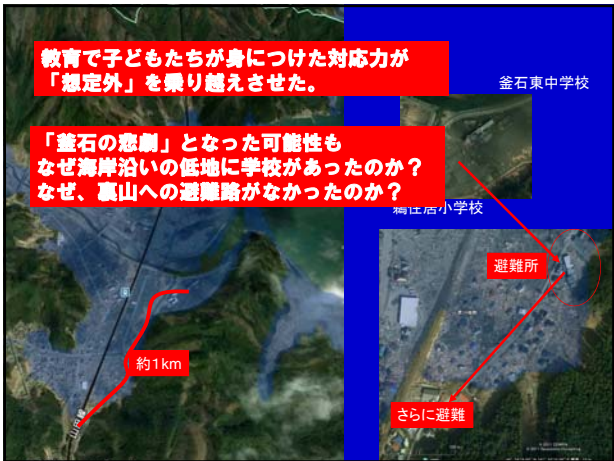 教育で子どもたちが身につけた対応力が
「想定外」を乗り越えさせた。
釜石東中学校
「釜石の悲劇」となった可能性も
なぜ海岸沿いの低地に学校があったのか？
なぜ、裏山への避難路がなかったのか？
鵜住居小学校
避難所
約1km
さらに避難